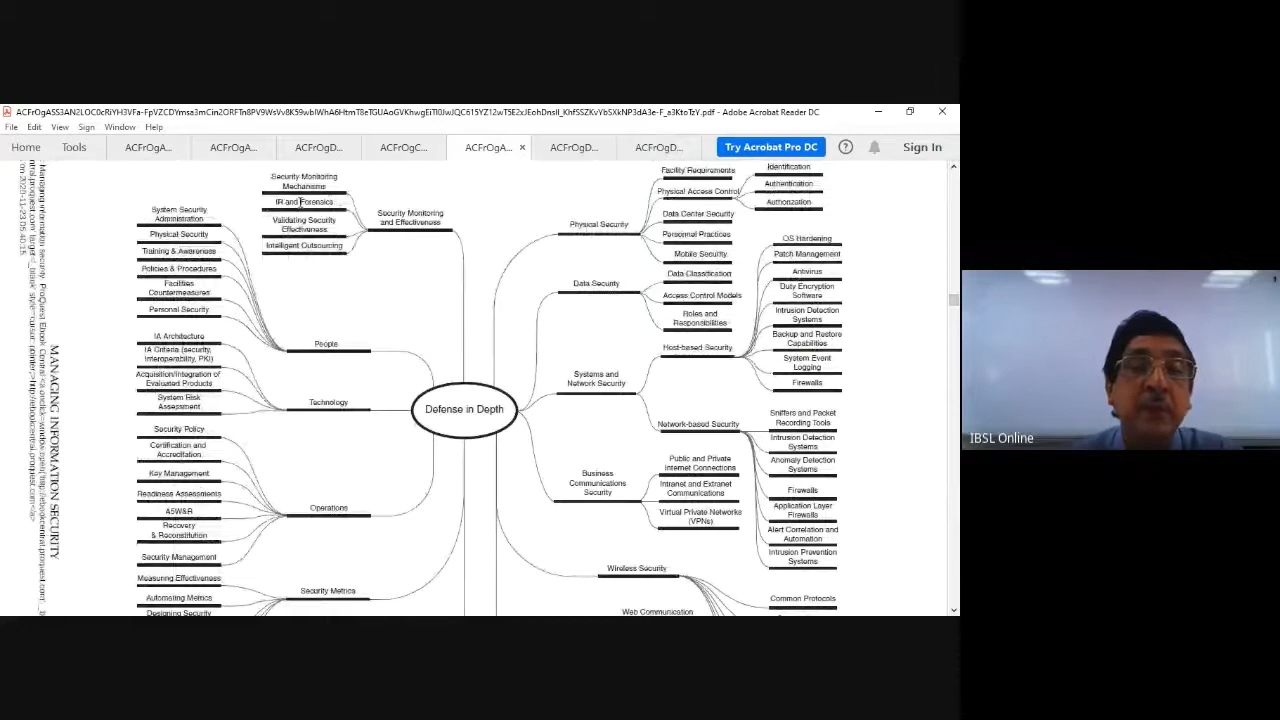 ACFrOgASS3AN2LOC0cRiYH3VFa-FpVZCDYmsa3mCin2ORFTn8PV9WsVv8K59wbIWhA6HtmT8eTGUAoGVKhwgEiTl0JwJQC615YZ12wT5E2xJEohDnsIl_KhfSSZKvYbSXkNP3dA3e-F_a3KtoTzY.pdf - Adobe Acrobat Reader DC
File Edit View Sign Window Help
Home Tools ACFrOgA... ACFrOgA... ACFrOgD... ACFrOgC... ACFrOgA... × ACFrOgD... ACFrOgD... Try Acrobat Pro DC Sign In
Security Monitoring
Mechanisms
IR and Forensics
Validating Security
Effectiveness
Intelligent Outsourcing
Security Monitoring
and Effectiveness
System Security
Administration
Physical Security
Training & Awareness
Policies & Procedures
Facilities
Countermeasures
Personal Security
People
IA Architecture
IA Criteria (security,
Interoperability, PKI)
Acquisition/Integration of
Evaluated Products
System Risk
Assessment
Technology
Security Policy
Certification and
Accreditation
Key Management
Readiness Assessments
ASW&R
Recovery
& Reconstitution
Security Management
Operations
Measuring Effectiveness
Automating Metrics
Designing Security
Security Metrics
Defense in Depth
Physical Security
Facility Requirements
Physical Access Control
Data Center Security
Personnel Practices
Mobile Security
Identification
Authentication
Authorization
Data Security
Data Classification
Access Control Models
Roles and
Responsibilities
Systems and
Network Security
Host-based Security
OS Hardening
Patch Management
Antivirus
Duty Encryption
Software
Intrusion Detection
Systems
Backup and Restore
Capabilities
System Event
Logging
Firewalls
Network-based Security
Sniffers and Packet
Recording Tools
Intrusion Detection
Systems
Anomaly Detection
Systems
Firewalls
Application Layer
Firewalls
Alert Correlation and
Automation
Intrusion Prevention
Systems
Business
Communications
Security
Public and Private
Internet Connections
Intranet and Extranet
Communications
Virtual Private Networks
(VPNs)
Wireless Security
Common Protocols
Web Communication
MANAGING INFORMATION SECURITY
IBSL Online